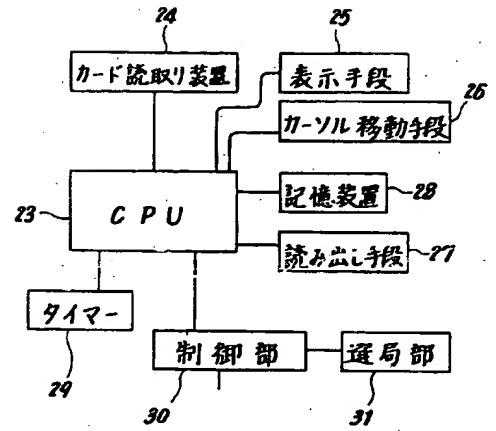 24
カード読取り装置
25
表示手段
26
カーソル移動手段
23
CPU
記憶装置
28
読み出し手段
27
タイマー
29
制御部
30
選局部
31